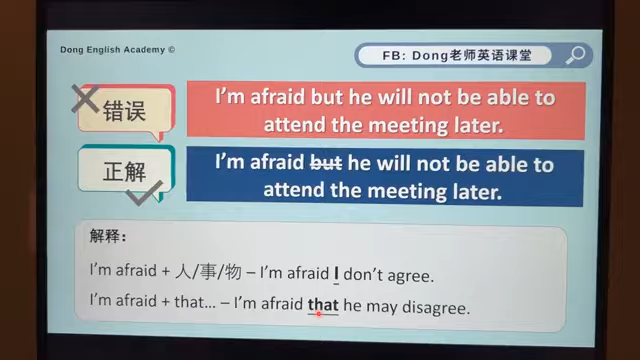 Dong English Academy ©
FB: Dong老师英语课堂
错误
I'm afraid but he will not be able to
attend the meeting later.
正解
I'm afraid but he will not be able to
attend the meeting later.
解释：
I'm afraid + 人/事/物 – I'm afraid I don't agree.
I'm afraid + that... – I'm afraid that he may disagree.